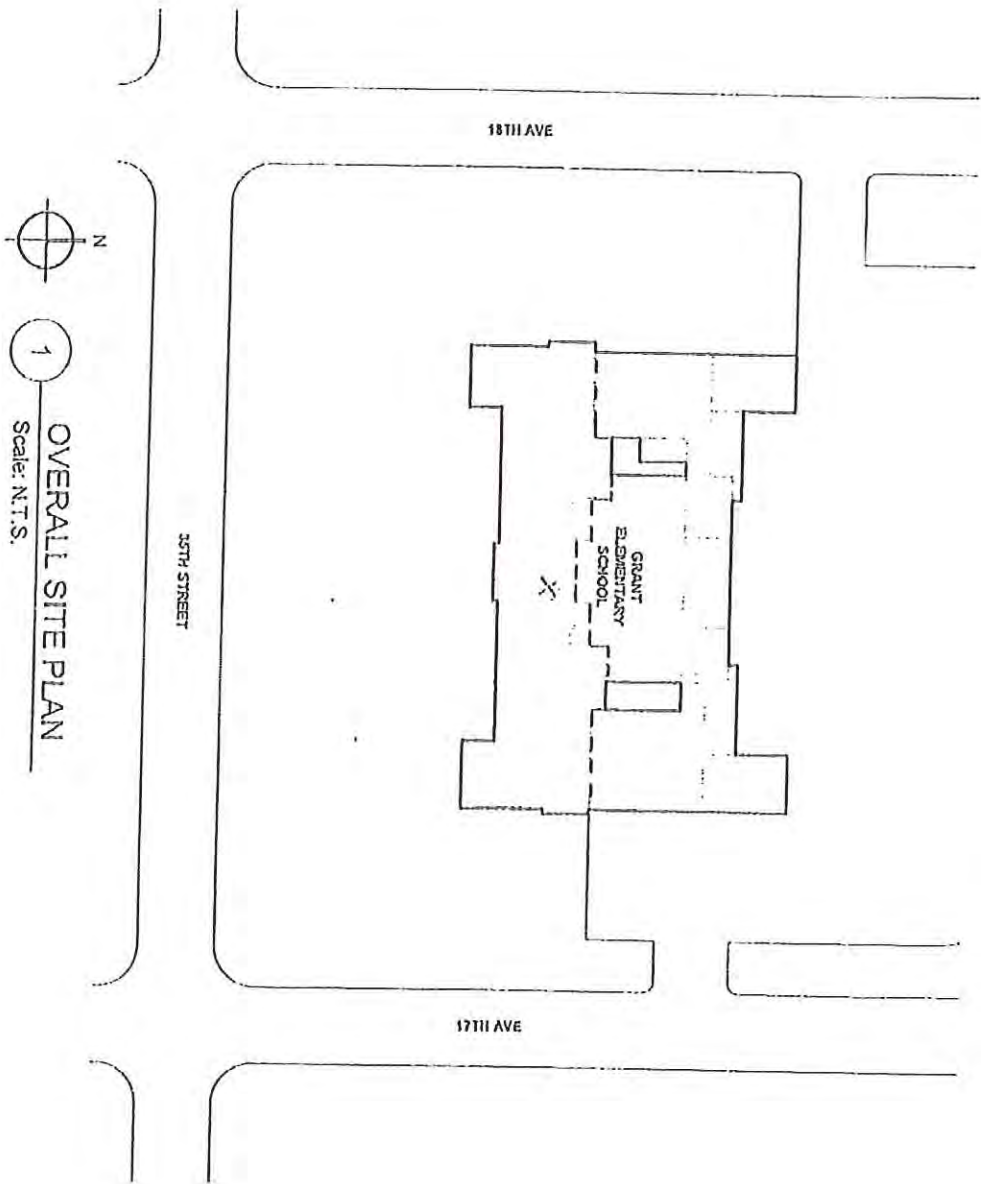 18TH AVE
N
1
OVERALL SITE PLAN
Scale: N.T.S.
35TH STREET
GRANT
ELEMENTARY
SCHOOL
17TH AVE